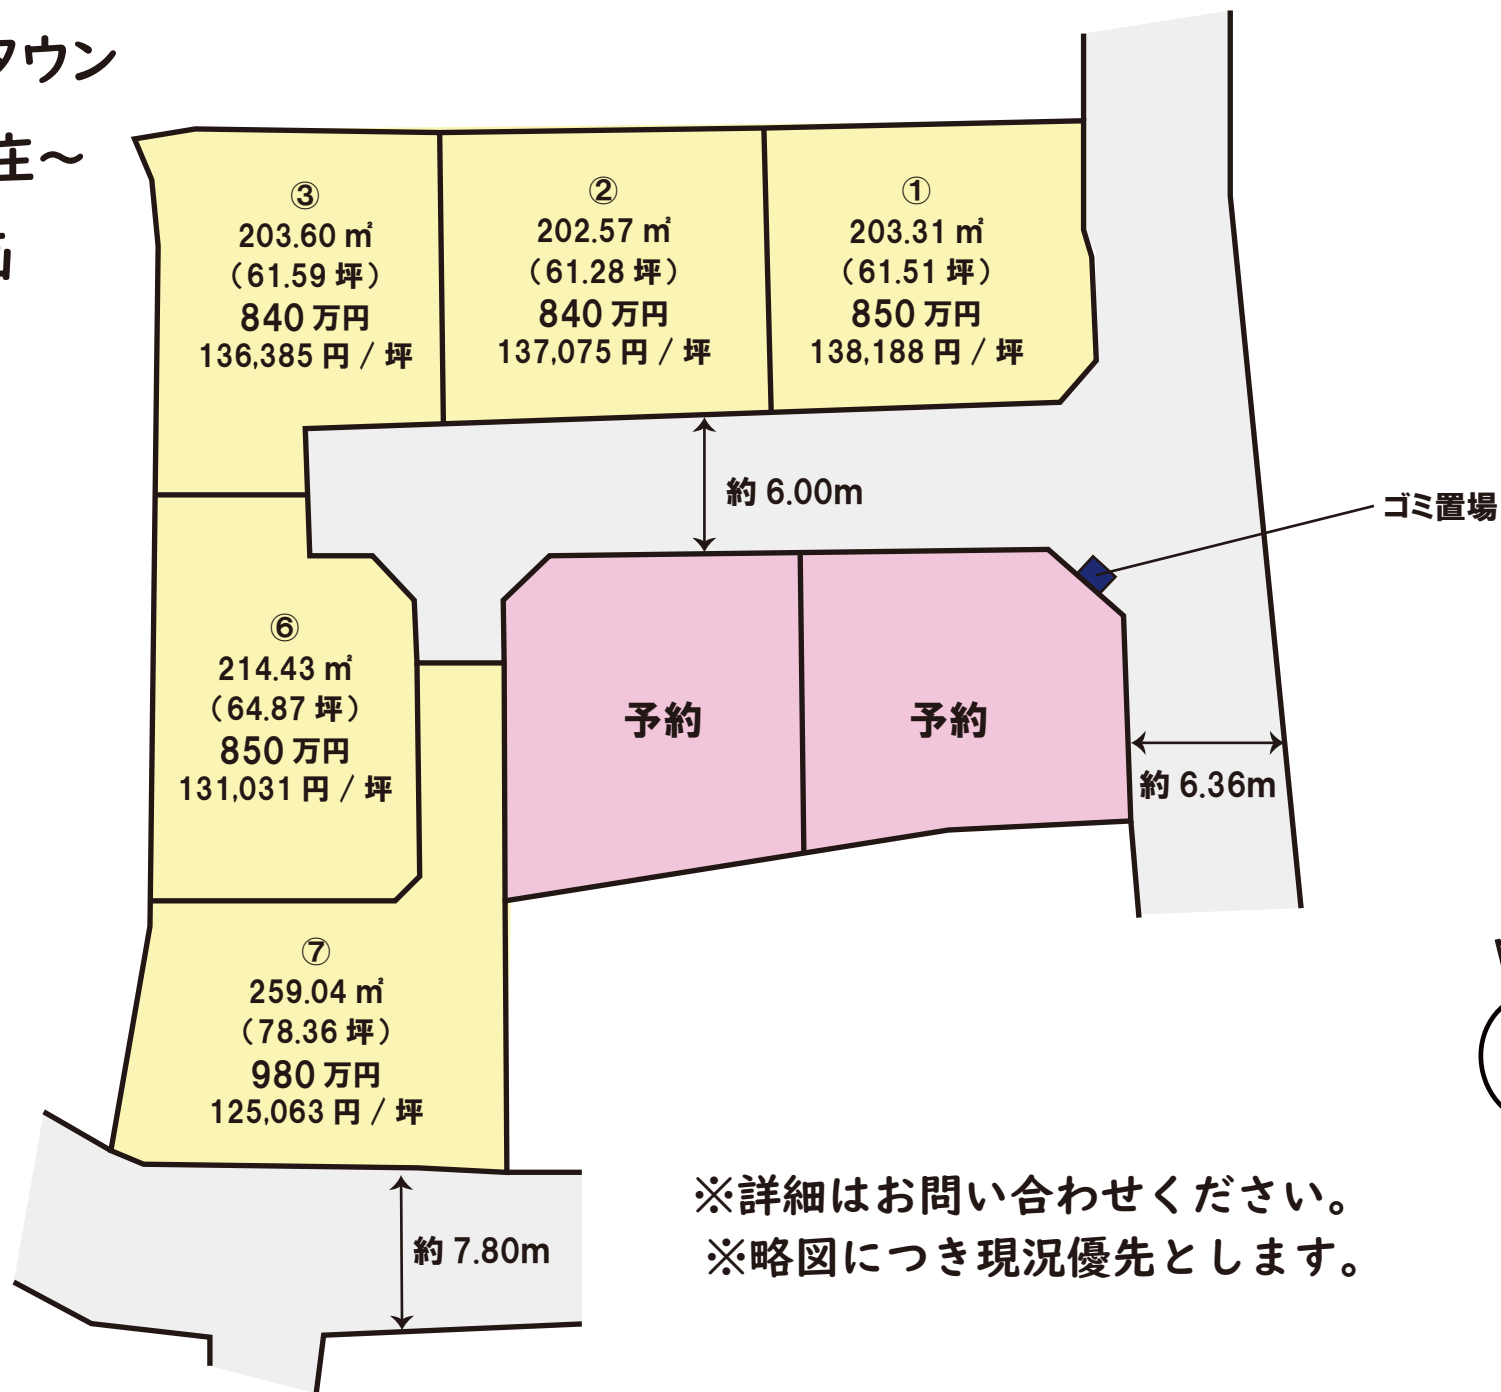 タウン
庄～
③
203.60 ㎡
（61.59 坪）
840 万円
136,385 円 / 坪
②
202.57 ㎡
（61.28 坪）
840 万円
137,075 円 / 坪
①
203.31 ㎡
（61.51 坪）
850 万円
138,188 円 / 坪
約 6.00m
ゴミ置場
⑥
214.43 ㎡
（64.87 坪）
850 万円
131,031 円 / 坪
予約
予約
約 6.36m
⑦
259.04 ㎡
（78.36 坪）
980 万円
125,063 円 / 坪
約 7.80m
※詳細はお問い合わせください。
※略図につき現況優先とします。